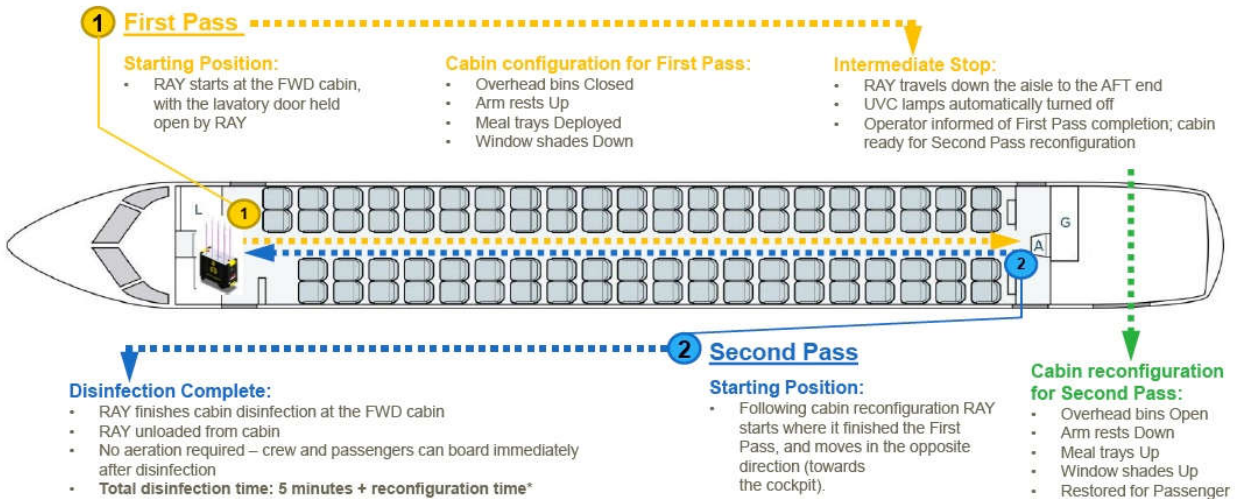 1 First Pass
Starting Position:
• RAY starts at the FWD cabin,
with the lavatory door held
open by RAY
Cabin configuration for First Pass:
• Overhead bins Closed
• Arm rests Up
• Meal trays Deployed
• Window shades Down
Intermediate Stop:
• RAY travels down the aisle to the AFT end
• UVC lamps automatically turned off
• Operator informed of First Pass completion; cabin
ready for Second Pass reconfiguration
L
1
A
G
2
2 Second Pass
Starting Position:
• Following cabin reconfiguration RAY
starts where it finished the First
Pass, and moves in the opposite
direction (towards
the cockpit).
Disinfection Complete:
• RAY finishes cabin disinfection at the FWD cabin
• RAY unloaded from cabin
• No aeration required – crew and passengers can board immediately
after disinfection
• Total disinfection time: 5 minutes + reconfiguration time*
Cabin reconfiguration
for Second Pass:
• Overhead bins Open
• Arm rests Down
• Meal trays Up
• Window shades Up
• Restored for Passenger